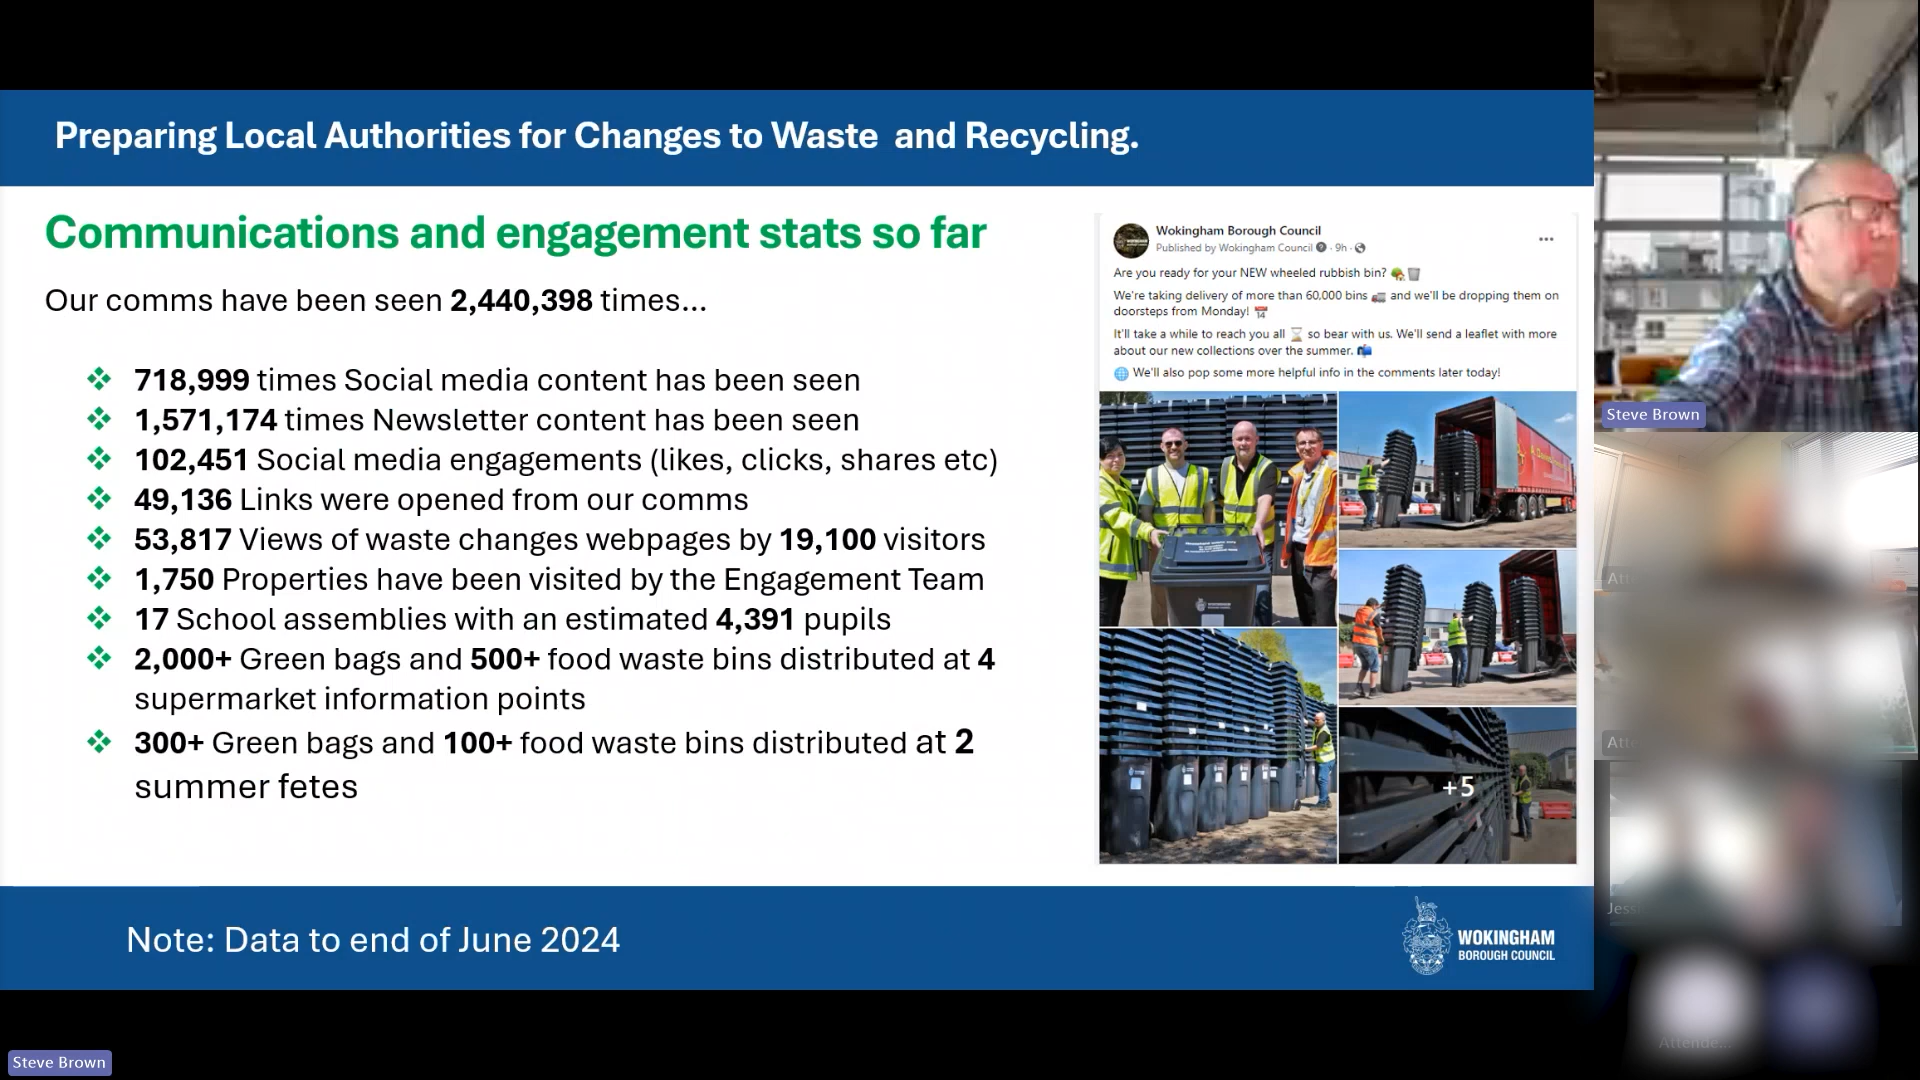 Preparing Local Authorities for Changes to Waste and Recycling.
Communications and engagement stats so far
Our comms have been seen 2,440,398 times...
718,999 times Social media content has been seen
1,571,174 times Newsletter content has been seen
102,451 Social media engagements (likes, clicks, shares etc)
49,136 Links were opened from our comms
53,817 Views of waste changes webpages by 19,100 visitors
1,750 Properties have been visited by the Engagement Team
17 School assemblies with an estimated 4,391 pupils
2,000+ Green bags and 500+ food waste bins distributed at 4
supermarket information points
300+ Green bags and 100+ food waste bins distributed at 2
summer fetes
Wokingham Borough Council
Published by Wokingham Council · 9h ·
Are you ready for your NEW wheeled rubbish bin?
We're taking delivery of more than 60,000 bins and we'll be dropping them on
doorsteps from Monday!
It'll take a while to reach you all so bear with us. We'll send a leaflet with more
about our new collections over the summer.
We'll also pop some more helpful info in the comments later today!
+5
Note: Data to end of June 2024
WOKINGHAM
BOROUGH COUNCIL
Steve Brown
Steve Brown
Attende...